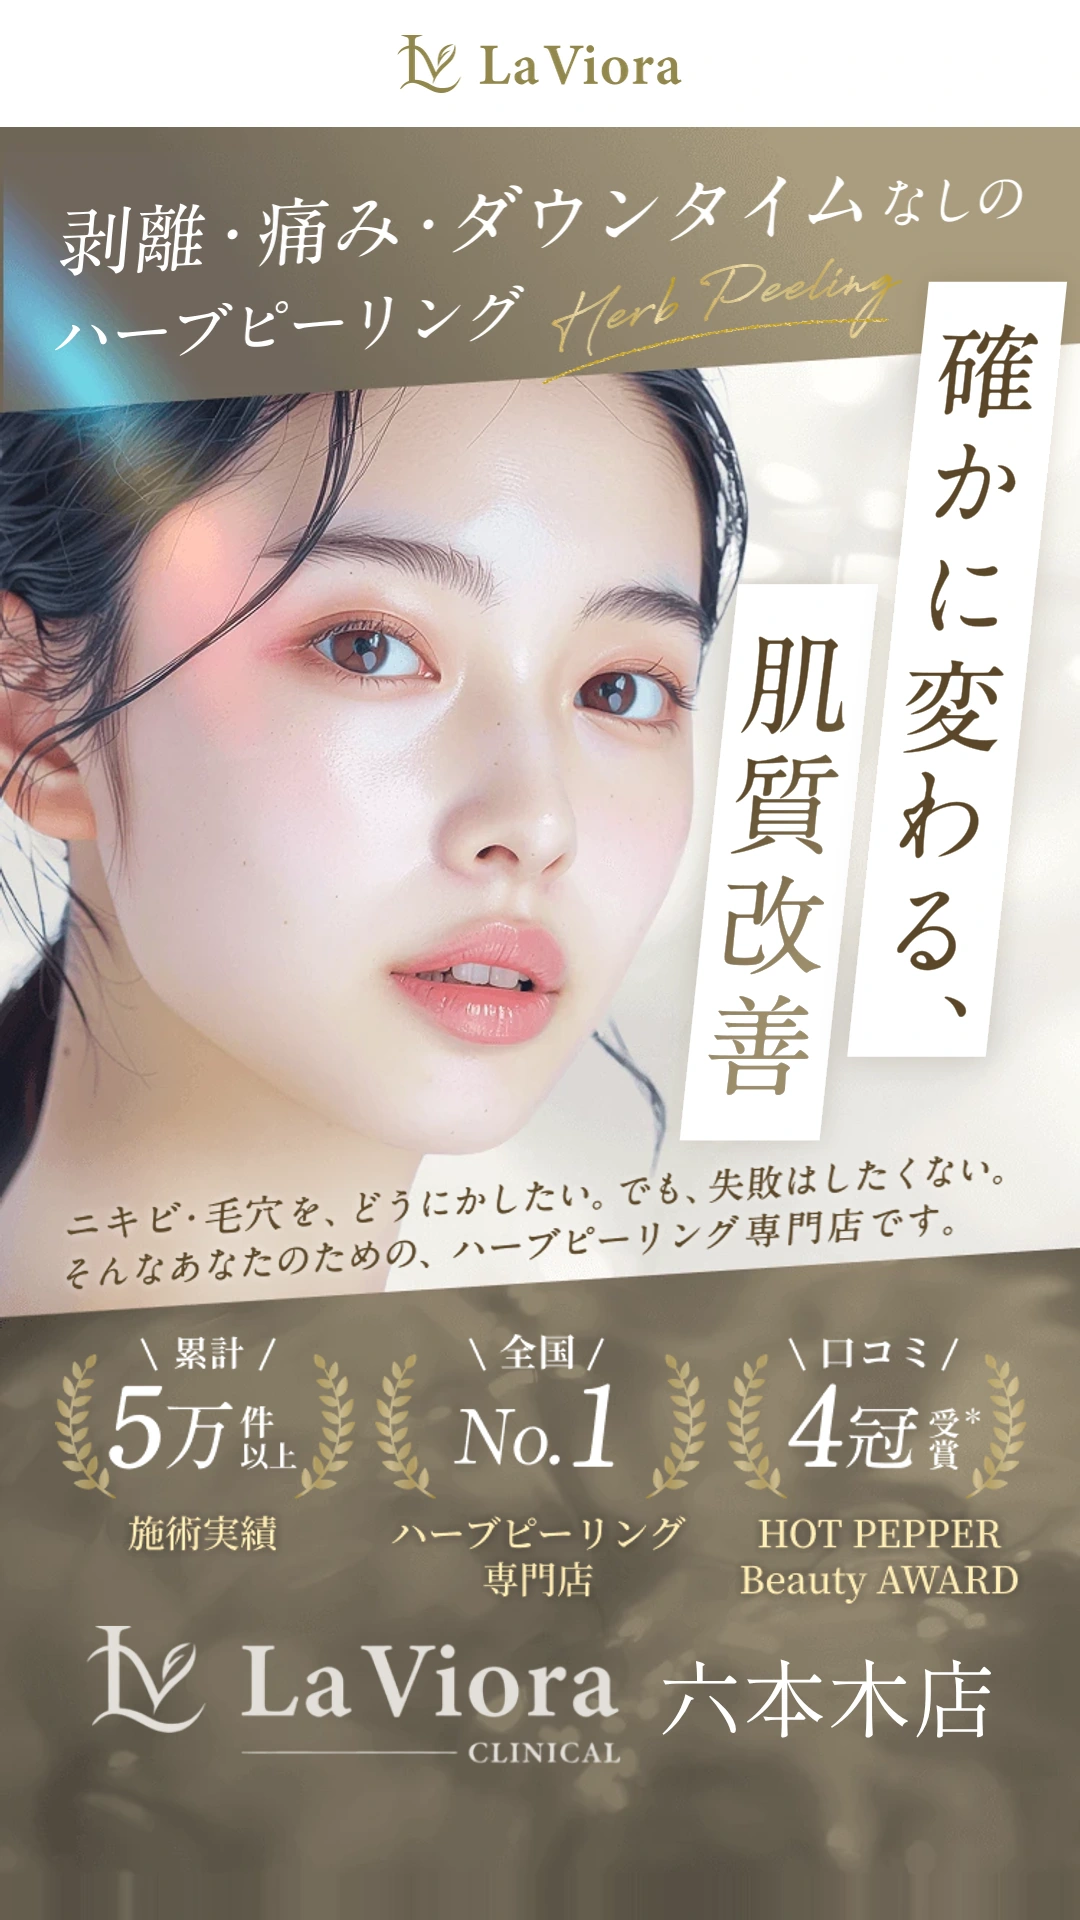 La Viora
剥離・痛み・ダウンタイムなしの
ハーブピーリング Herb Peeling
確かに変わる、
肌質改善
ニキビ・毛穴を、どうにかしたい。でも、失敗はしたくない。
そんなあなたのための、ハーブピーリング専門店です。
\ 累計 /
5万件以上
施術実績
\ 全国 /
No.1
ハーブピーリング
専門店
\ 口コミ /
4冠受賞*
HOT PEPPER
Beauty AWARD
La Viora 六本木店
CLINICAL